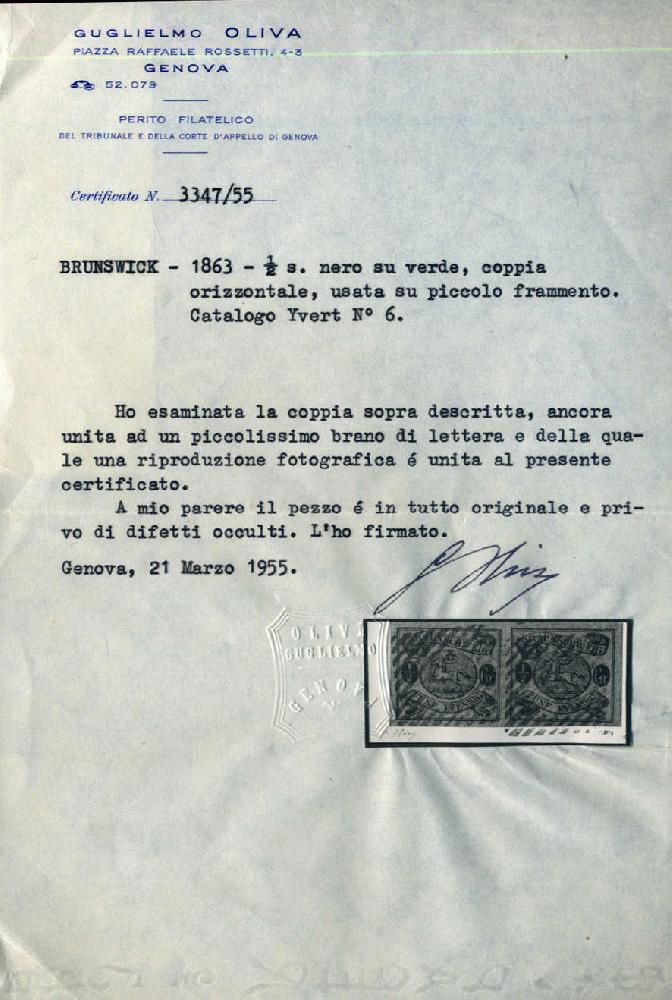 GUGLIELMO OLIVA
PIAZZA RAFFAELE ROSSETTI, 4-3
GENOVA
52.079
PERITO FILATELICO
DEL TRIBUNALE E DELLA CORTE D'APPELLO DI GENOVA
Certificato N. 3347/55
BRUNSWICK - 1863 - ½ s. nero su verde, coppia
orizzontale, usata su piccolo frammento.
Catalogo Yvert N° 6.
Ho esaminata la coppia sopra descritta, ancora
unita ad un piccolissimo brano di lettera e della qua-
le una riproduzione fotografica é unita al presente
certificato.
A mio parere il pezzo é in tutto originale e pri-
vo di difetti occulti. L'ho firmato.
Genova, 21 Marzo 1955.
OLIVA
GUGLIELMO
GENOVA